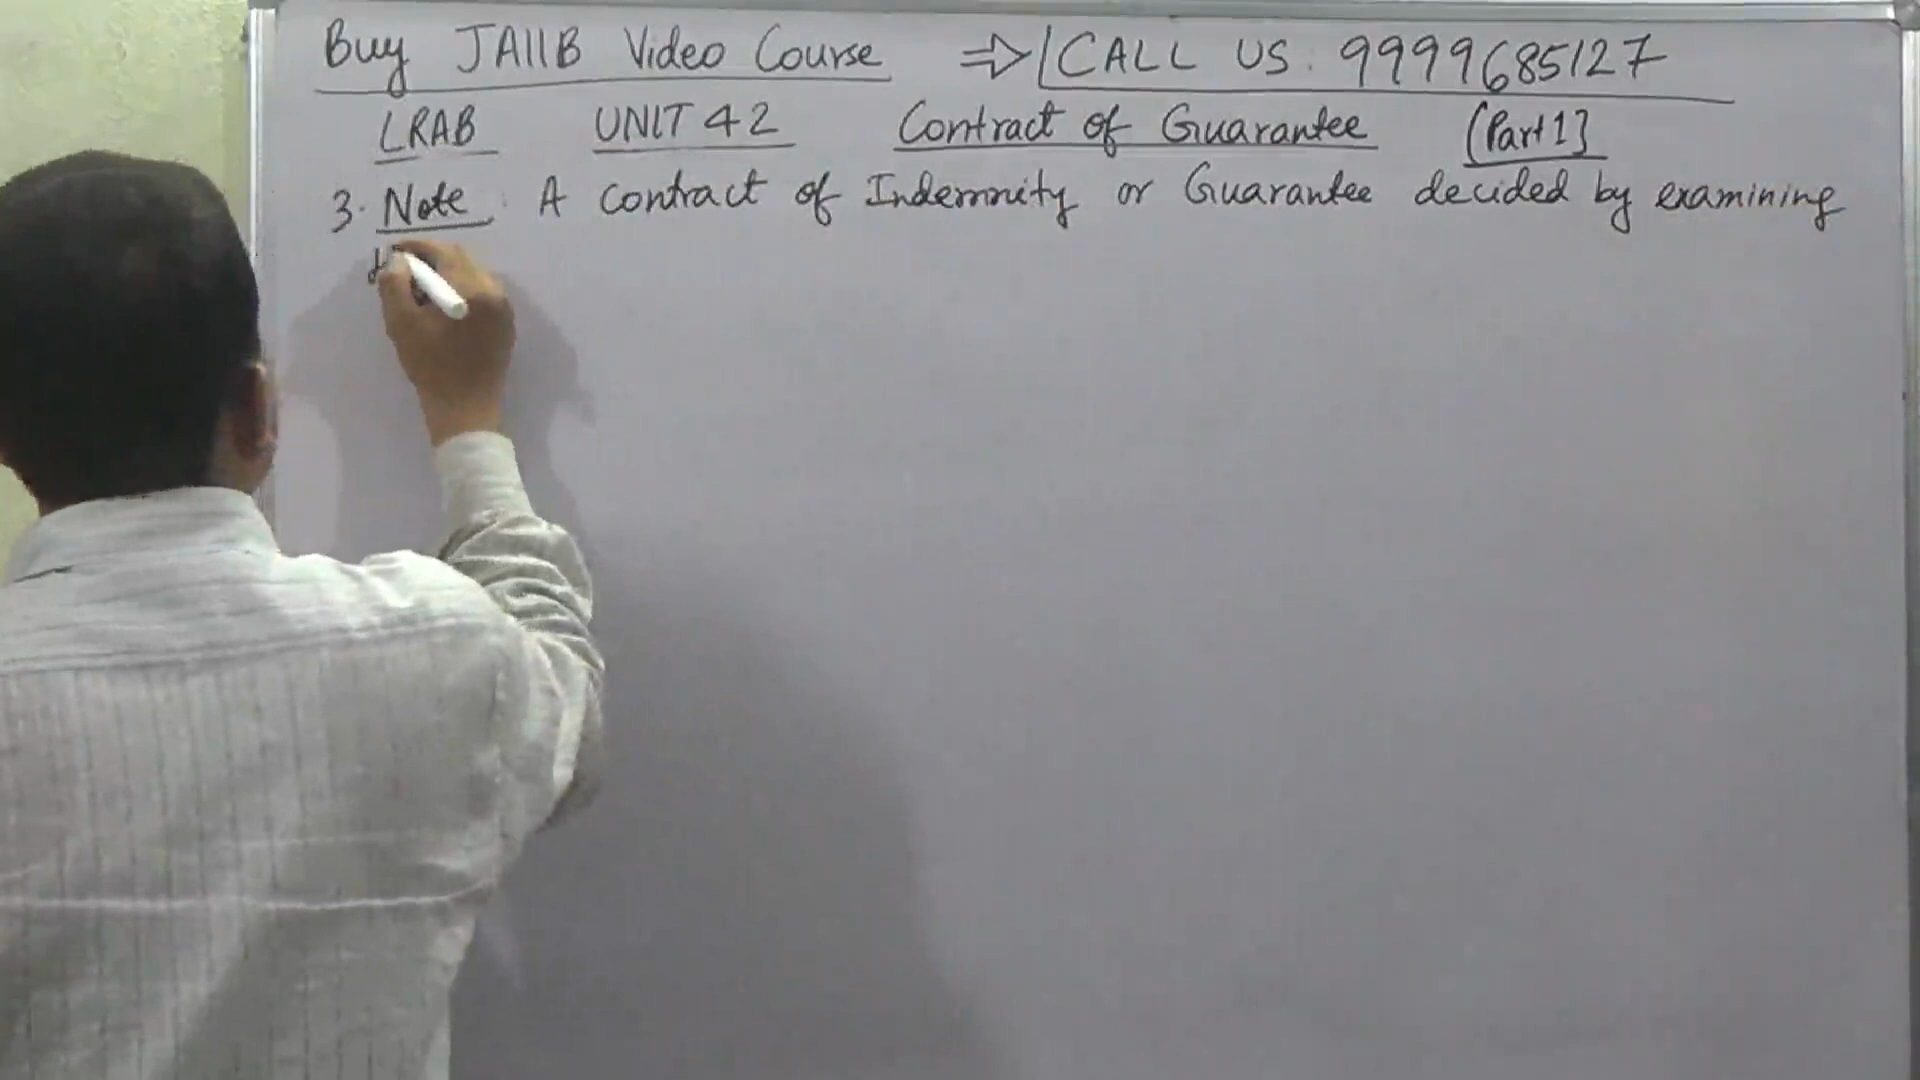 Buy JAIIB Video Course ⇒ CALL US: 9999685127
LRAB UNIT 42 Contract of Guarantee [Part 1]
3. Note: A contract of Indemnity or Guarantee decided by examining